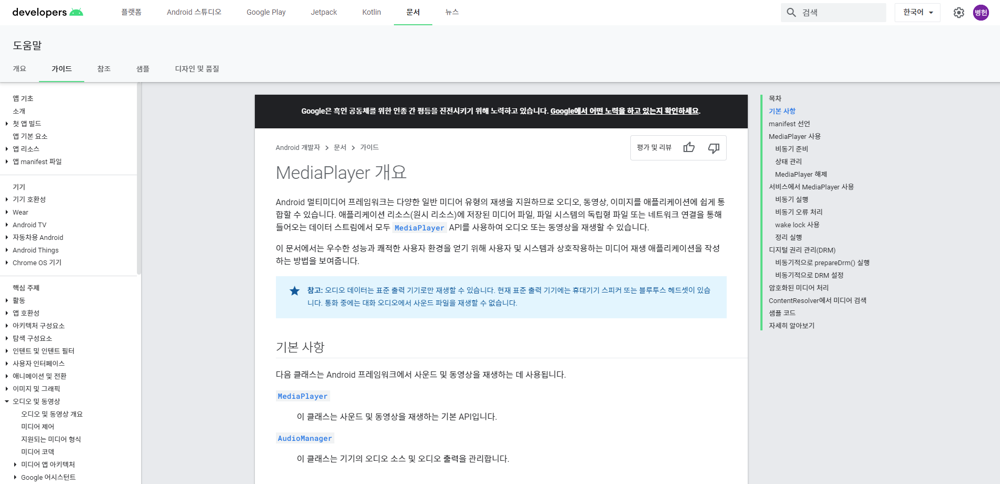 developers
플랫폼
Android 스튜디오
Google Play
Jetpack
Kotlin
문서
뉴스
검색
한국어
병헌
도움말
개요
가이드
참조
샘플
디자인 및 품질
앱 기초
소개
첫 앱 빌드
앱 기본 요소
앱 리소스
앱 manifest 파일
기기
기기 호환성
Wear
Android TV
자동차용 Android
Android Things
Chrome OS 기기
핵심 주제
활동
앱 호환성
아키텍처 구성요소
탐색 구성요소
인텐트 및 인텐트 필터
사용자 인터페이스
애니메이션 및 전환
이미지 및 그래픽
오디오 및 동영상
오디오 및 동영상 개요
미디어 제어
지원되는 미디어 형식
미디어 코덱
미디어 앱 아키텍처
Google 어시스턴트
Google은 흑인 공동체를 위한 인종 간 평등을 진전시키기 위해 노력하고 있습니다. Google에서 어떤 노력을 하고 있는지 확인하세요.
Android 개발자 > 문서 > 가이드
평가 및 리뷰
MediaPlayer 개요
Android 멀티미디어 프레임워크는 다양한 일반 미디어 유형의 재생을 지원하므로 오디오, 동영상, 이미지를 애플리케이션에 쉽게 통
합할 수 있습니다. 애플리케이션 리소스(원시 리소스)에 저장된 미디어 파일, 파일 시스템의 독립형 파일 또는 네트워크 연결을 통해
들어오는 데이터 스트림에서 모두 MediaPlayer API를 사용하여 오디오 또는 동영상을 재생할 수 있습니다.
이 문서에서는 우수한 성능과 쾌적한 사용자 환경을 얻기 위해 사용자 및 시스템과 상호작용하는 미디어 재생 애플리케이션을 작성
하는 방법을 보여줍니다.
참고: 오디오 데이터는 표준 출력 기기로만 재생할 수 있습니다. 현재 표준 출력 기기에는 휴대기기 스피커 또는 블루투스 헤드셋이 있습
니다. 통화 중에는 대화 오디오에서 사운드 파일을 재생할 수 없습니다.
기본 사항
다음 클래스는 Android 프레임워크에서 사운드 및 동영상을 재생하는 데 사용됩니다.
MediaPlayer
이 클래스는 사운드 및 동영상을 재생하는 기본 API입니다.
AudioManager
이 클래스는 기기의 오디오 소스 및 오디오 출력을 관리합니다.
목차
기본 사항
manifest 선언
MediaPlayer 사용
비동기 준비
상태 관리
MediaPlayer 해제
서비스에서 MediaPlayer 사용
비동기 실행
비동기 오류 처리
wake lock 사용
정리 실행
디지털 권리 관리(DRM)
비동기적으로 prepareDrm() 실행
비동기적으로 DRM 설정
암호화된 미디어 처리
ContentResolver에서 미디어 검색
샘플 코드
자세히 알아보기